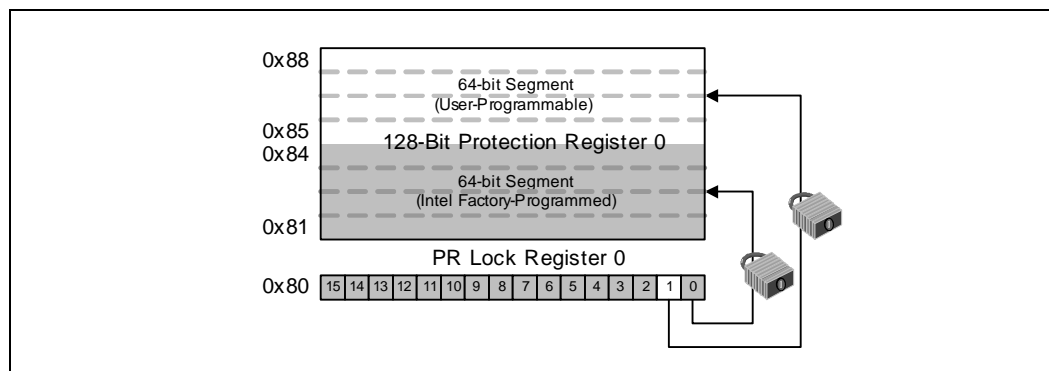 0x88
64-bit Segment
(User-Programmable)
0x85
128-Bit Protection Register 0
0x84
64-bit Segment
(Intel Factory-Programmed)
0x81
PR Lock Register 0
0x80 15 14 13 12 11 10 9 8 7 6 5 4 3 2 1 0